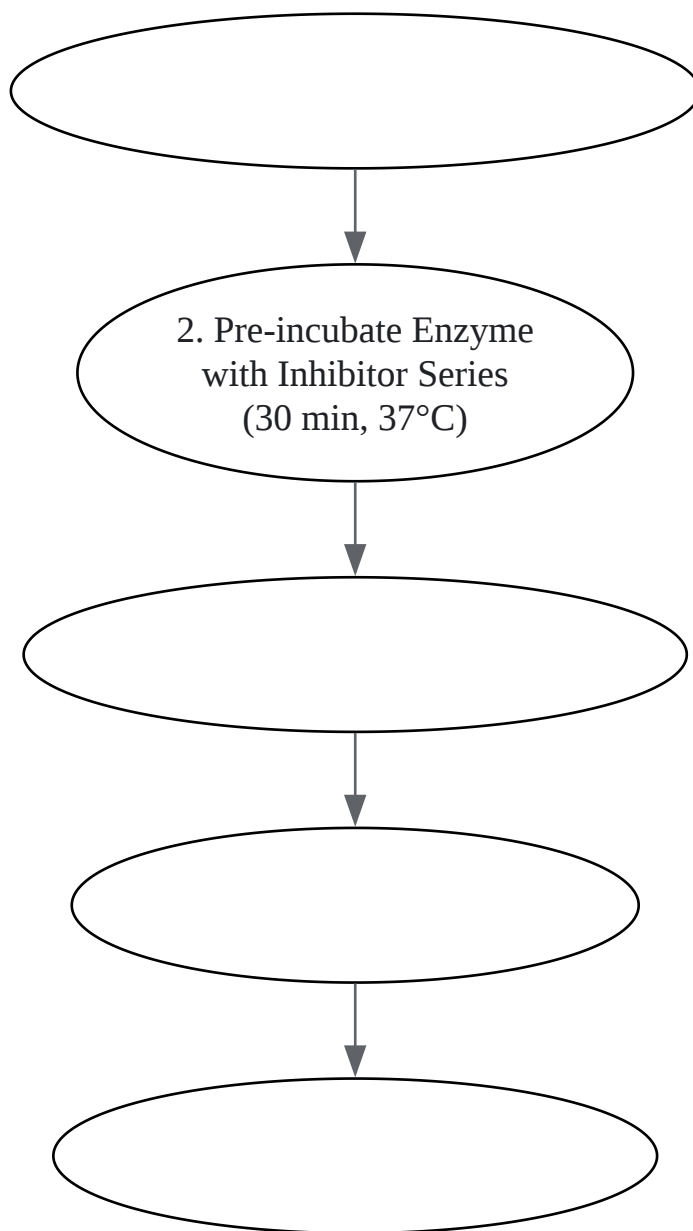 2. Pre-incubate Enzyme
with Inhibitor Series
(30 min, 37°C)